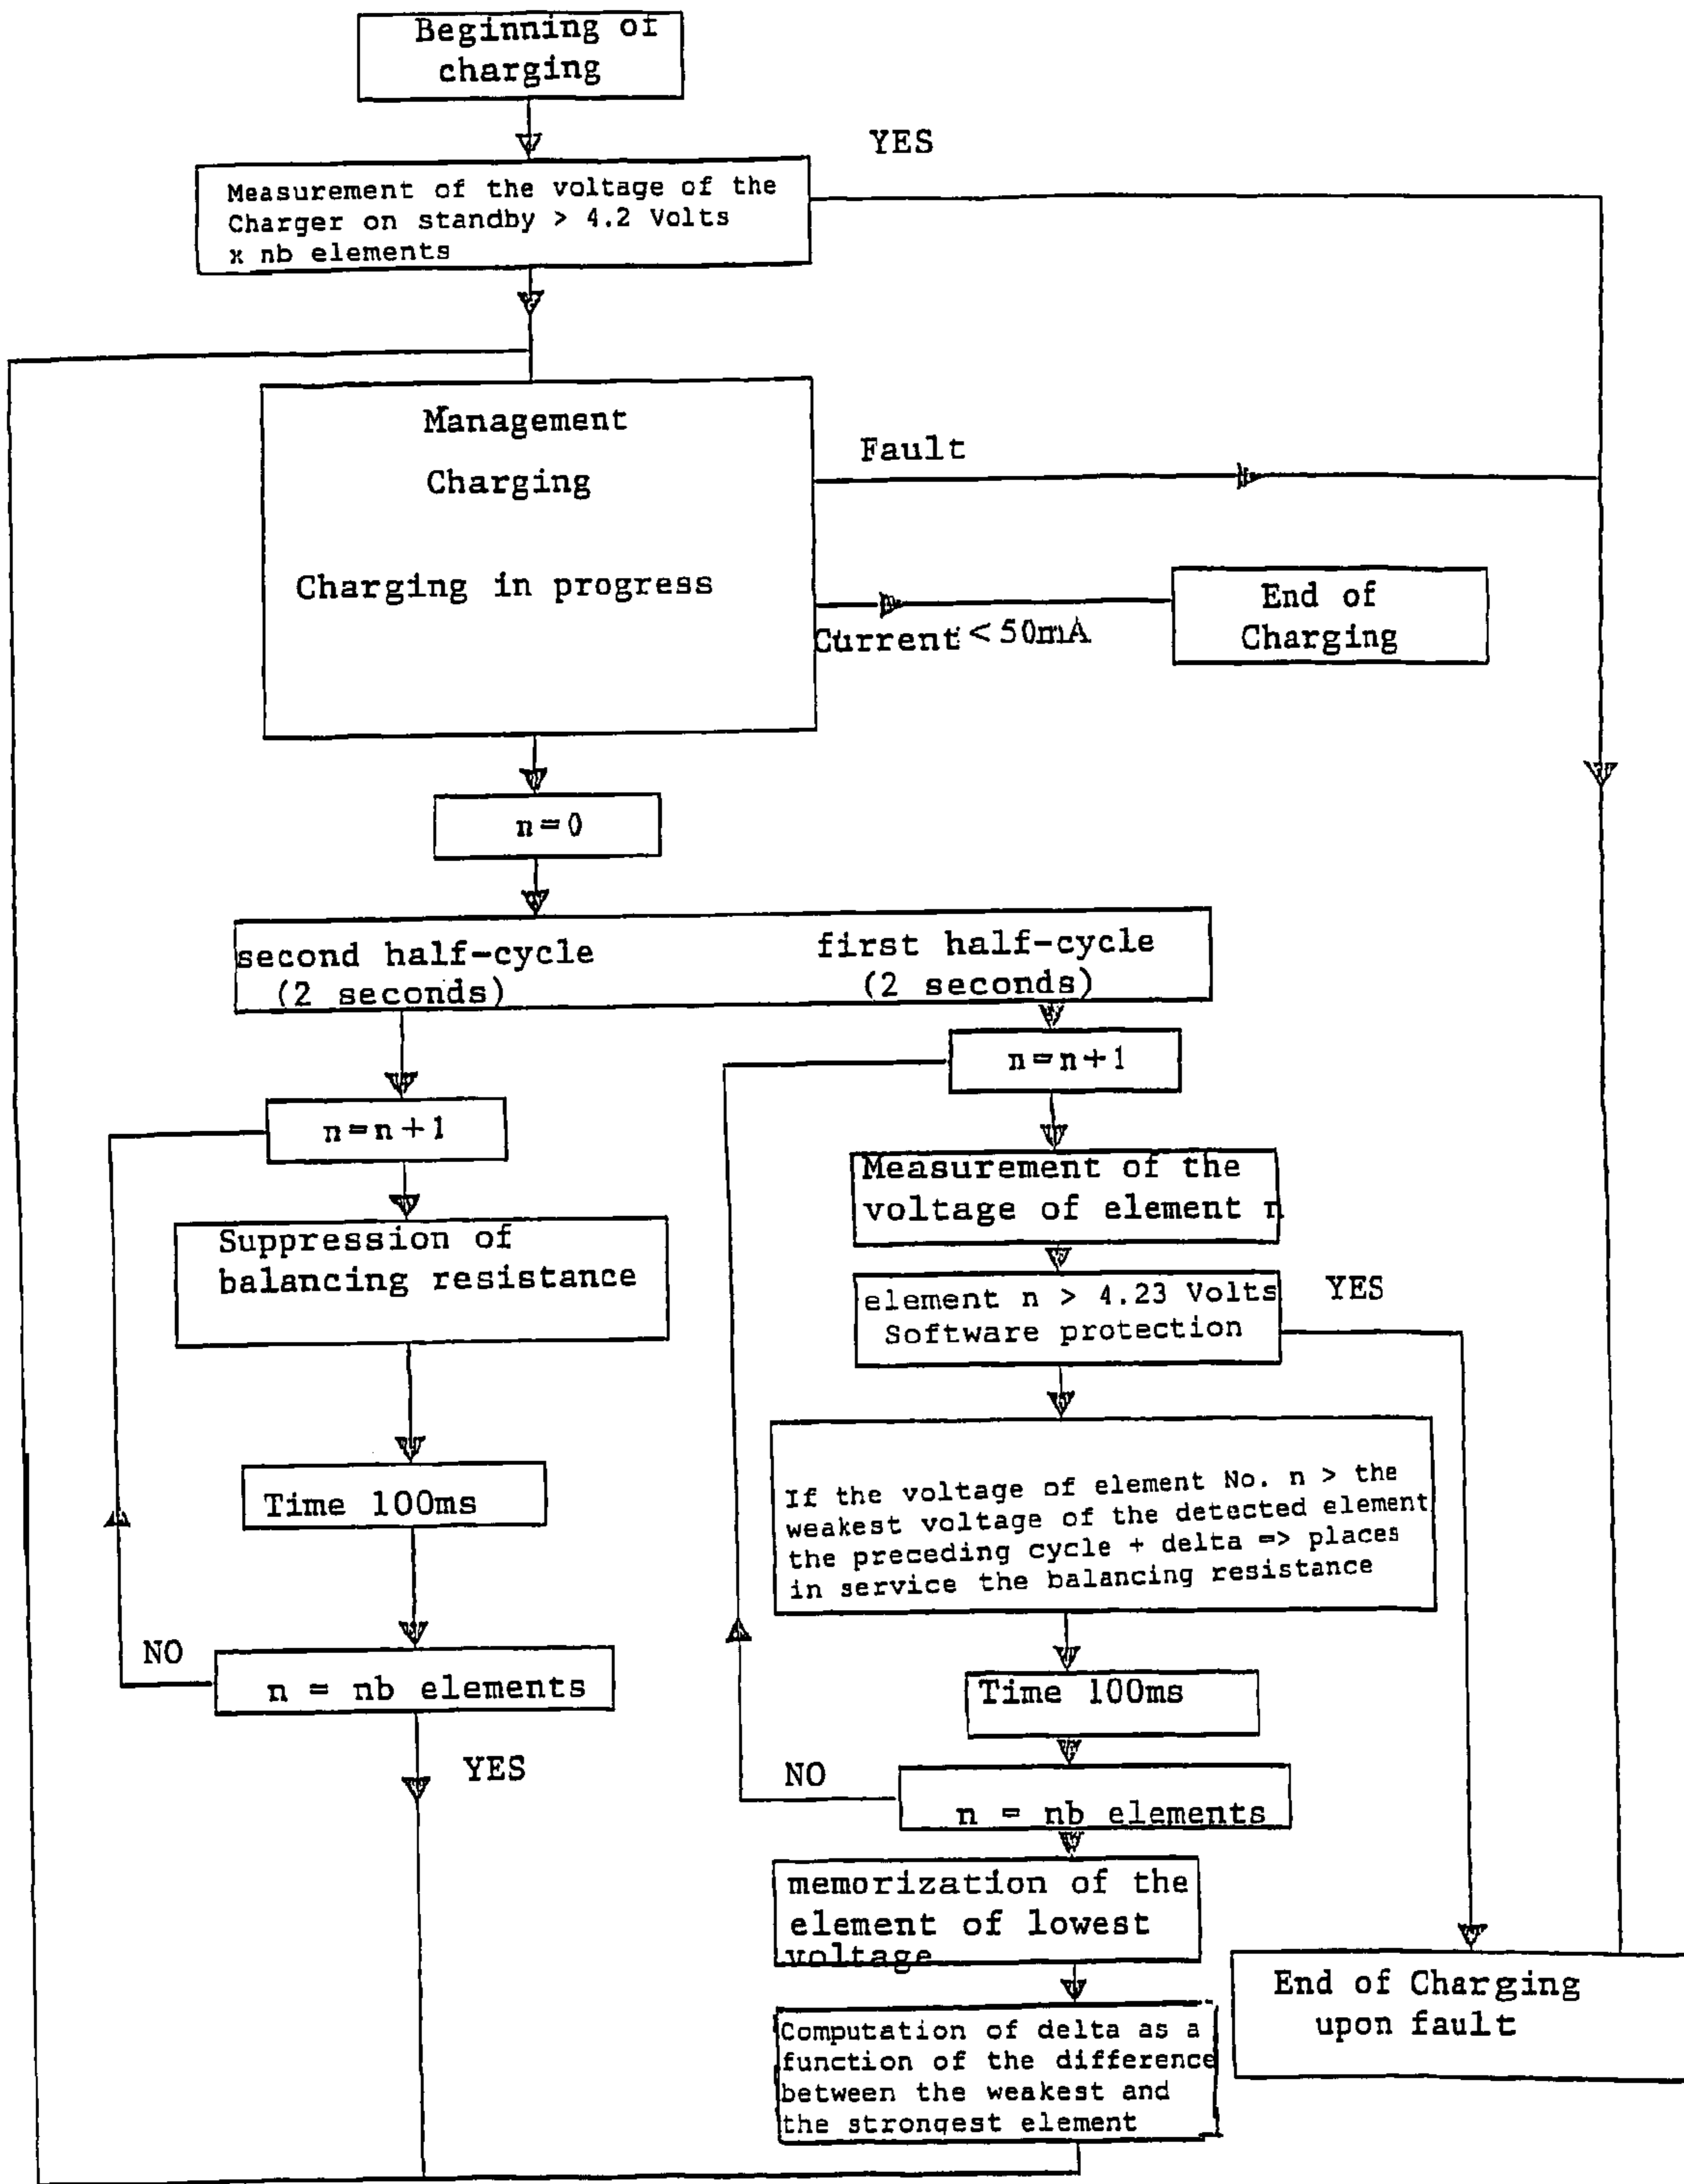 Beginning of
charging
YES
Measurement of the voltage of the
Charger on standby > 4.2 Volts
x nb elements
Management
Charging
Charging in progress
Fault
Current < 50mA
End of
Charging
n=0
second half-cycle
(2 seconds)
first half-cycle
(2 seconds)
n=n+1
Suppression of
balancing resistance
Time 100ms
NO
n = nb elements
YES
n=n+1
Measurement of the
voltage of element n
element n > 4.23 Volts
Software protection
YES
If the voltage of element No. n > the
weakest voltage of the detected element
the preceding cycle + delta => places
in service the balancing resistance
Time 100ms
NO
n = nb elements
memorization of the
element of lowest
voltage
Computation of delta as a
function of the difference
between the weakest and
the strongest element
End of Charging
upon fault